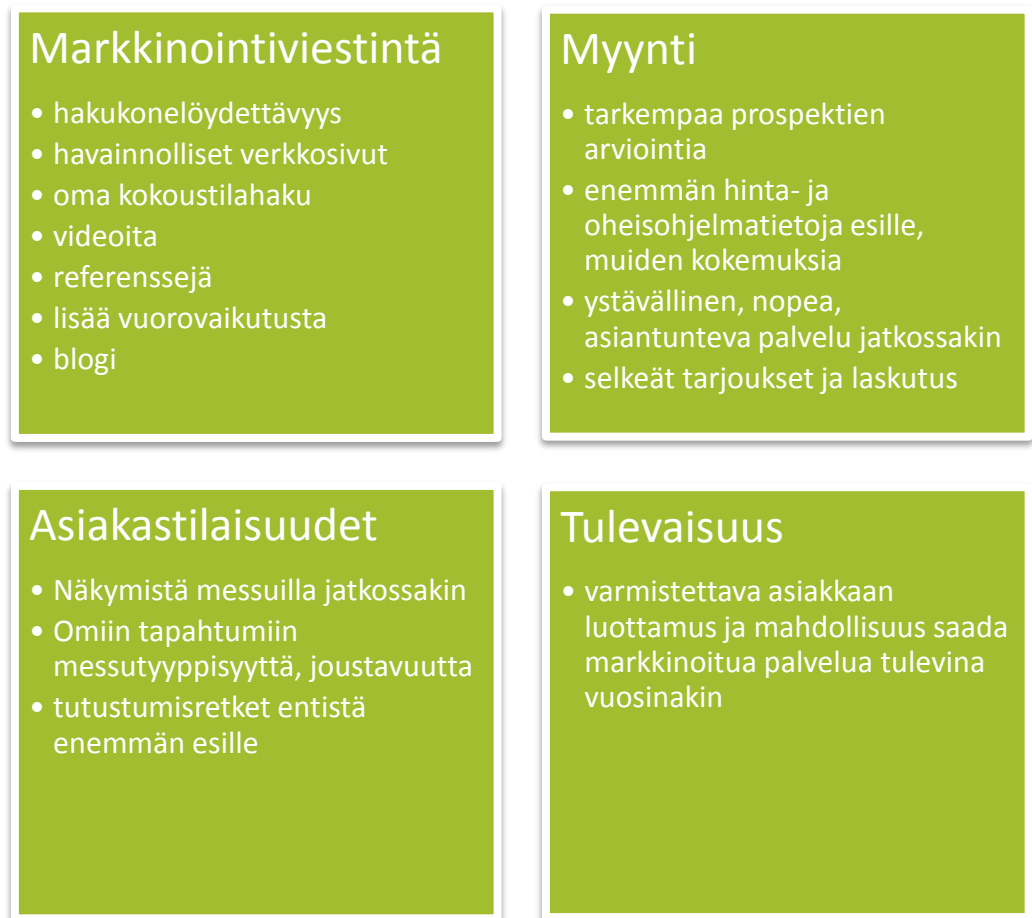 Markkinointiviestintä
• hakukonelöydettävyys
• havainnolliset verkkosivut
• oma kokoustilahaku
• videoita
• referenssejä
• lisää vuorovaikutusta
• blogi
Myynti
• tarkempaa prospektien
arviointia
• enemmän hinta- ja
oheisohjelmatietoja esille,
muiden kokemuksia
• ystävällinen, nopea,
asiantunteva palvelu jatkossakin
• selkeät tarjoukset ja laskutus
Asiakastilaisuudet
• Näkymistä messuilla jatkossakin
• Omiin tapahtumiin
messutyyppisyyttä, joustavuutta
• tutustumisretket entistä
enemmän esille
Tulevaisuus
• varmistettava asiakkaan
luottamus ja mahdollisuus saada
markkinoitua palvelua tulevina
vuosinakin